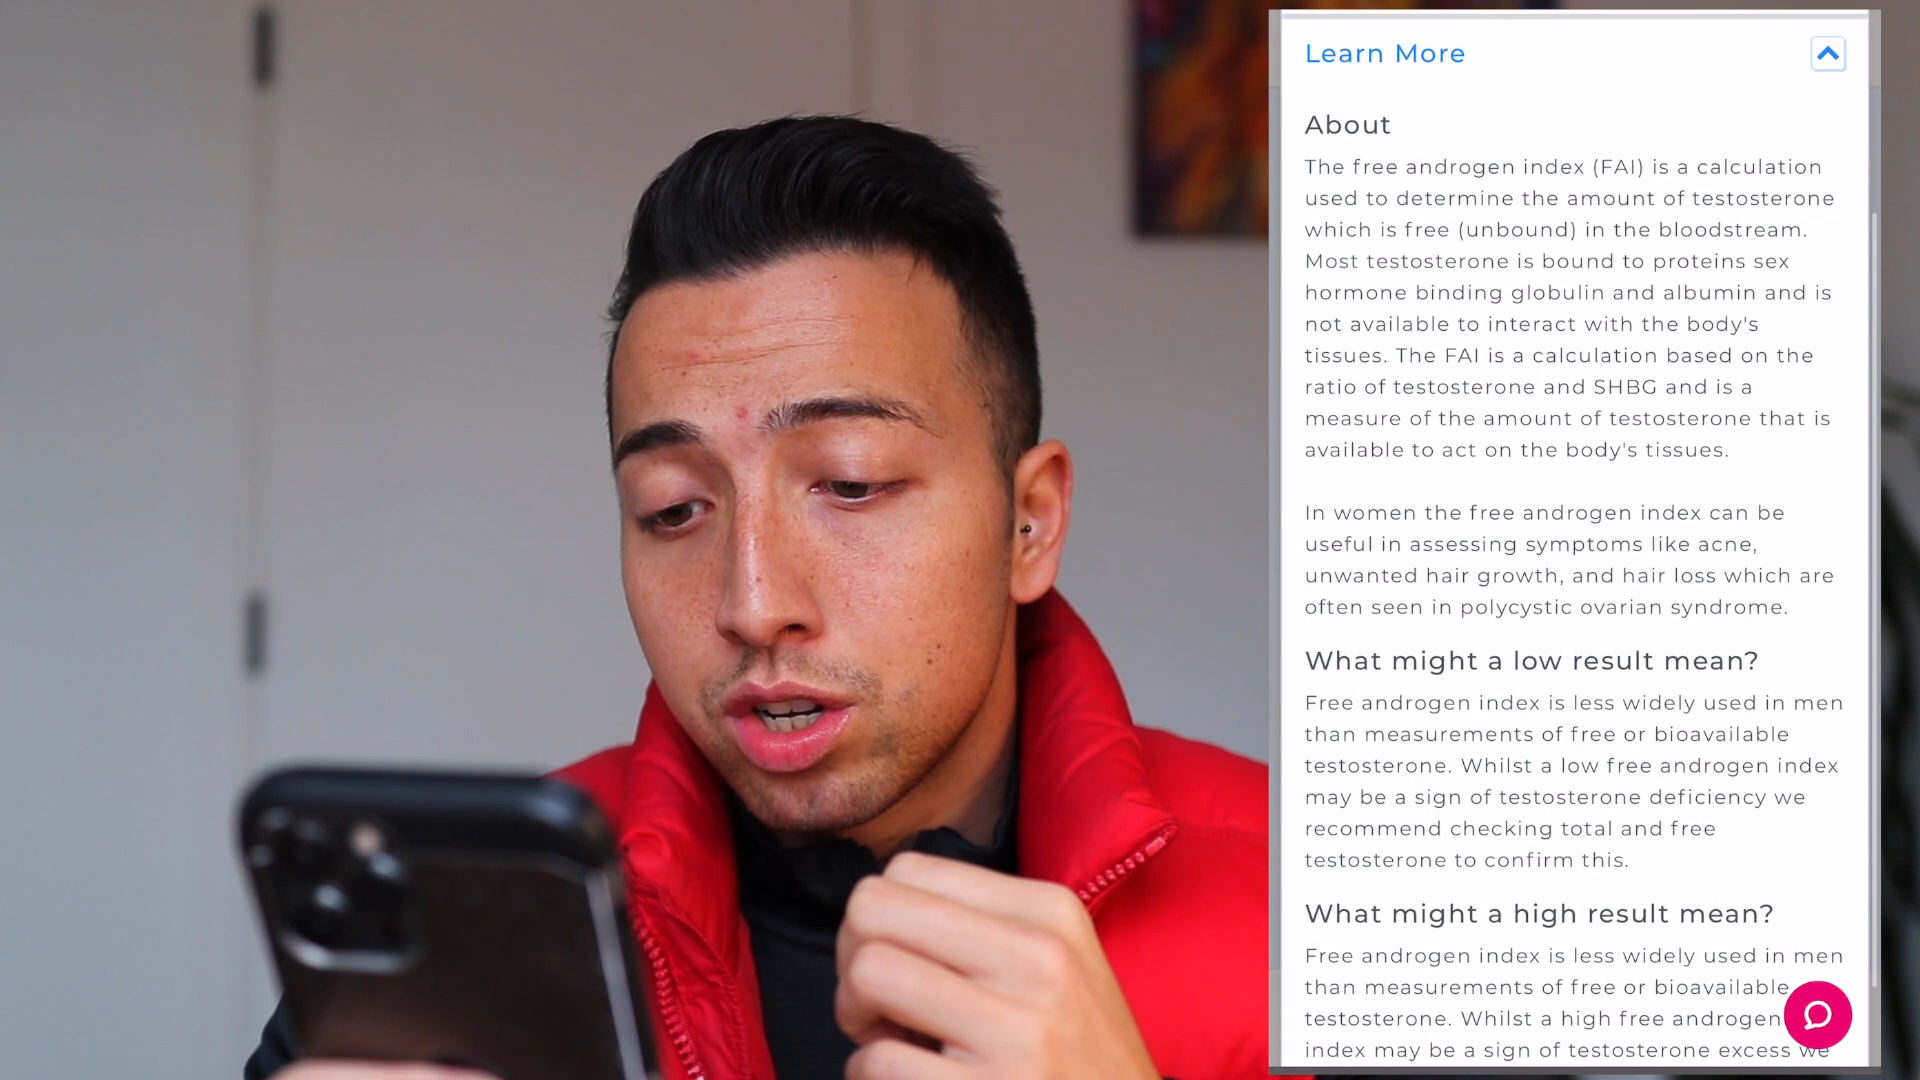 Learn More
About
The free androgen index (FAI) is a calculation
used to determine the amount of testosterone
which is free (unbound) in the bloodstream.
Most testosterone is bound to proteins sex
hormone binding globulin and albumin and is
not available to interact with the body's
tissues. The FAI is a calculation based on the
ratio of testosterone and SHBG and is a
measure of the amount of testosterone that is
available to act on the body's tissues.
In women the free androgen index can be
useful in assessing symptoms like acne,
unwanted hair growth, and hair loss which are
often seen in polycystic ovarian syndrome.
What might a low result mean?
Free androgen index is less widely used in men
than measurements of free or bioavailable
testosterone. Whilst a low free androgen index
may be a sign of testosterone deficiency we
recommend checking total and free
testosterone to confirm this.
What might a high result mean?
Free androgen index is less widely used in men
than measurements of free or bioavailable
testosterone. Whilst a high free androgen
index may be a sign of testosterone excess we